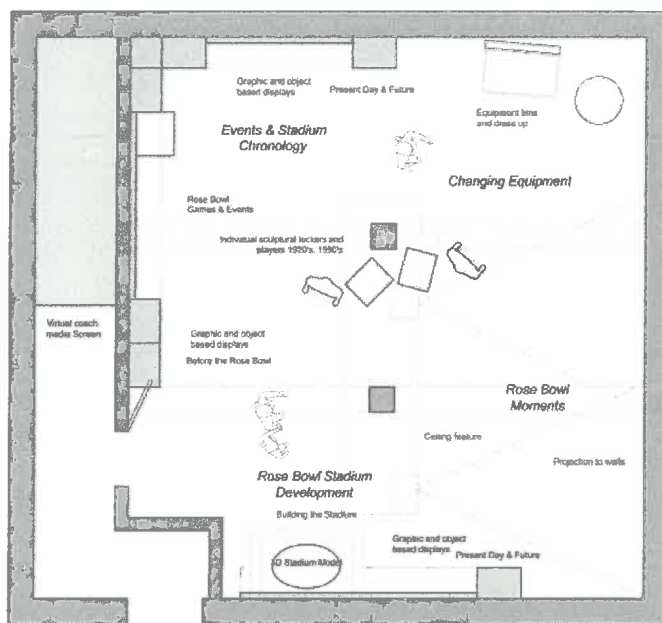 Graphic and object
based displays
Present Day & Future
Equipment bins
and dress up
Events & Stadium
Chronology
Changing Equipment
Rose Bowl
Games & Events
Individual sculptural lockers and
players 1920's, 1990's
Virtual coach
media Screen
Graphic and object
based displays
Before the Rose Bowl
Rose Bowl
Moments
Ceiling feature
Projection to walls
Rose Bowl Stadium
Development
Building the Stadium
3D Stadium Model
Graphic and object
based displays
Present Day & Future